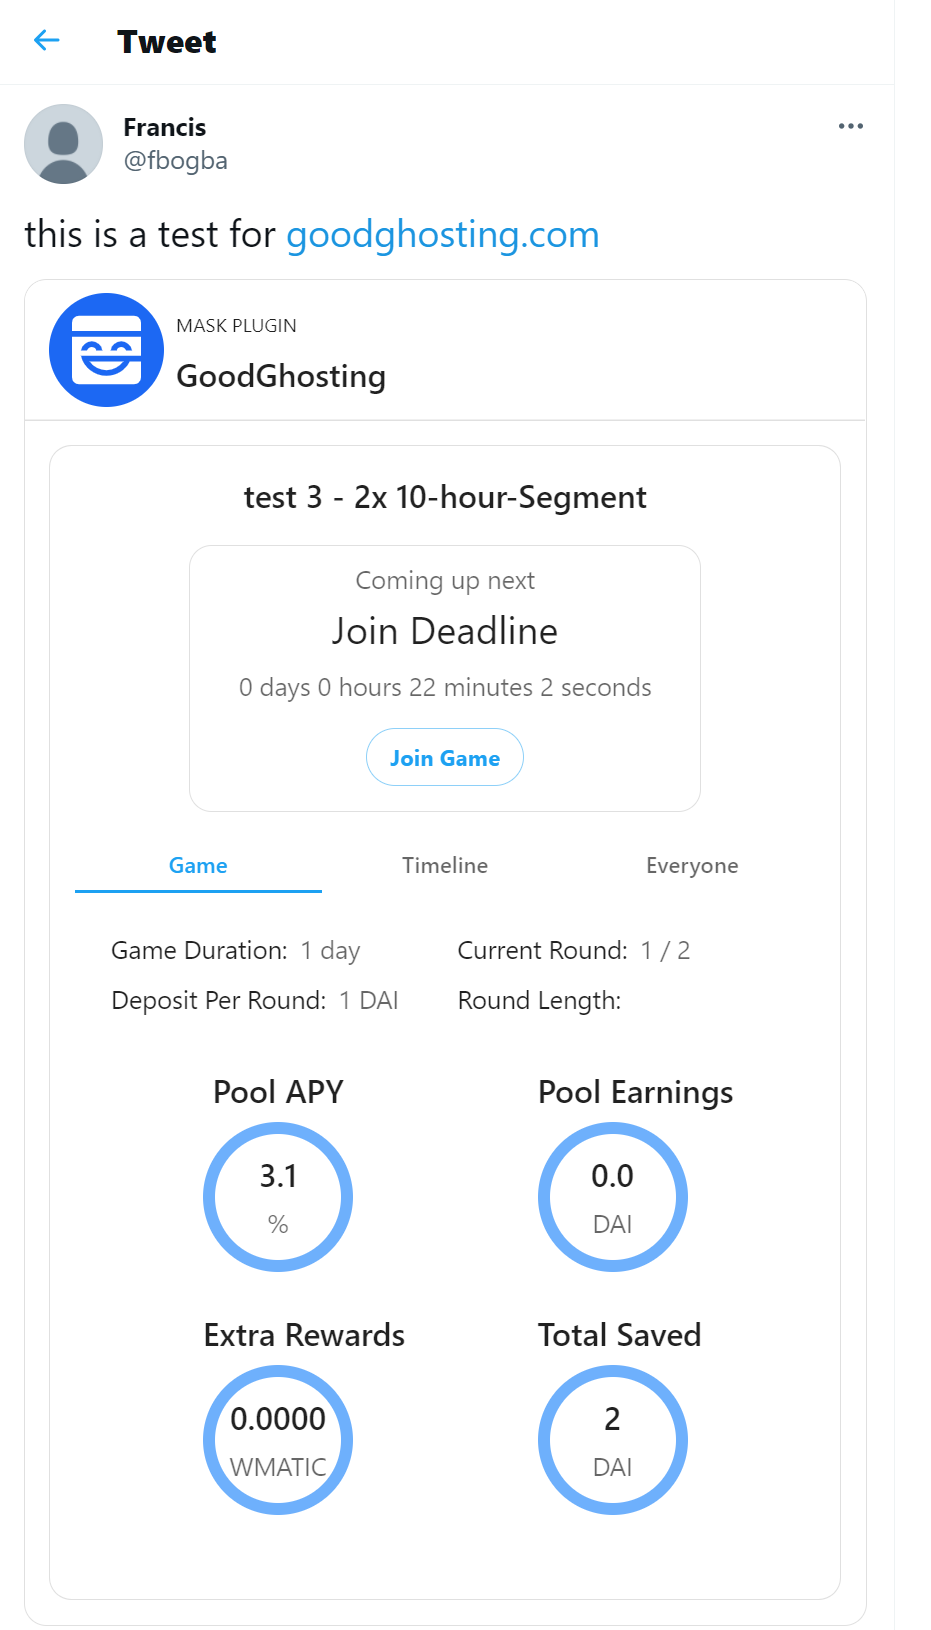 Tweet
Francis
@fbogba
this is a test for goodghosting.com
MASK PLUGIN
GoodGhosting
test 3 - 2x 10-hour-Segment
Coming up next
Join Deadline
0 days 0 hours 22 minutes 2 seconds
Join Game
Game Timeline Everyone
Game Duration: 1 day Current Round: 1 / 2
Deposit Per Round: 1 DAI Round Length:
Pool APY Pool Earnings
3.1 0.0
% DAI
Extra Rewards Total Saved
0.0000 2
WMATIC DAI